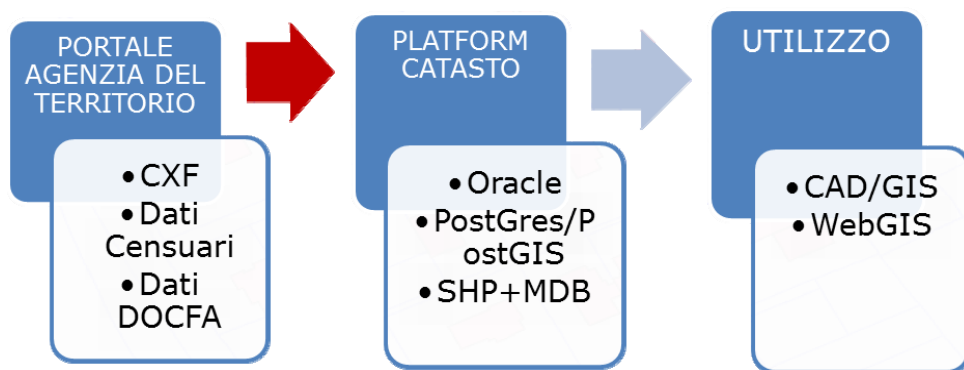 PORTALE
AGENZIA DEL
TERRITORIO
• CXF
• Dati
Censuari
• Dati
DOCFA
PLATFORM
CATASTO
• Oracle
• PostGres/P
ostGIS
• SHP+MDB
UTILIZZO
• CAD/GIS
• WebGIS